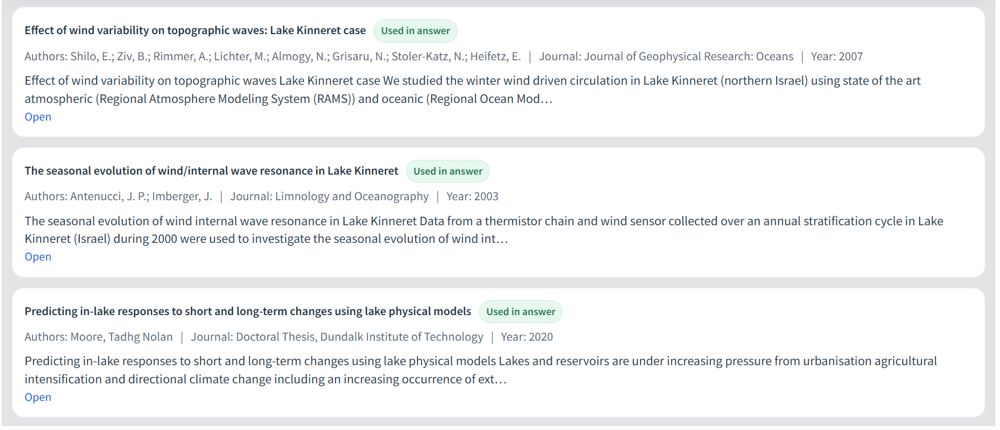 Effect of wind variability on topographic waves: Lake Kinneret case Used in answer
Authors: Shilo, E.; Ziv, B.; Rimmer, A.; Lichter, M.; Almogy, N.; Grisaru, N.; Stoler-Katz, N.; Heifetz, E. | Journal: Journal of Geophysical Research: Oceans | Year: 2007
Effect of wind variability on topographic waves Lake Kinneret case We studied the winter wind driven circulation in Lake Kinneret (northern Israel) using state of the art
atmospheric (Regional Atmosphere Modeling System (RAMS)) and oceanic (Regional Ocean Mod…
Open
The seasonal evolution of wind/internal wave resonance in Lake Kinneret Used in answer
Authors: Antenucci, J. P.; Imberger, J. | Journal: Limnology and Oceanography | Year: 2003
The seasonal evolution of wind internal wave resonance in Lake Kinneret Data from a thermistor chain and wind sensor collected over an annual stratification cycle in Lake
Kinneret (Israel) during 2000 were used to investigate the seasonal evolution of wind int…
Open
Predicting in-lake responses to short and long-term changes using lake physical models Used in answer
Authors: Moore, Tadhg Nolan | Journal: Doctoral Thesis, Dundalk Institute of Technology | Year: 2020
Predicting in-lake responses to short and long-term changes using lake physical models Lakes and reservoirs are under increasing pressure from urbanisation agricultural
intensification and directional climate change including an increasing occurrence of ext…
Open